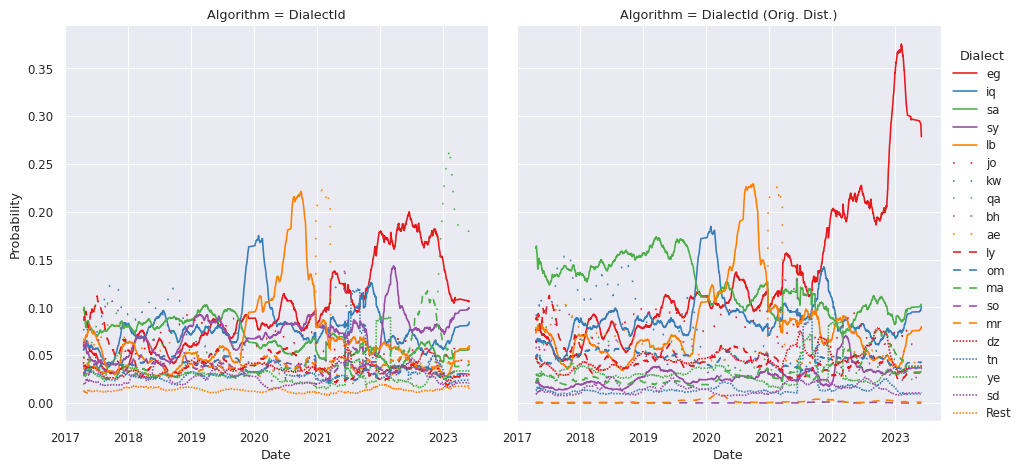 Algorithm = DialectId
Algorithm = DialectId (Orig. Dist.)
Probability
0.35
0.30
0.25
0.20
0.15
0.10
0.05
0.00
2017 2018 2019 2020 2021 2022 2023
Date
2017 2018 2019 2020 2021 2022 2023
Date
Dialect
eg
iq
sa
sy
lb
jo
kw
qa
bh
ae
ly
om
ma
so
mr
dz
tn
ye
sd
Rest